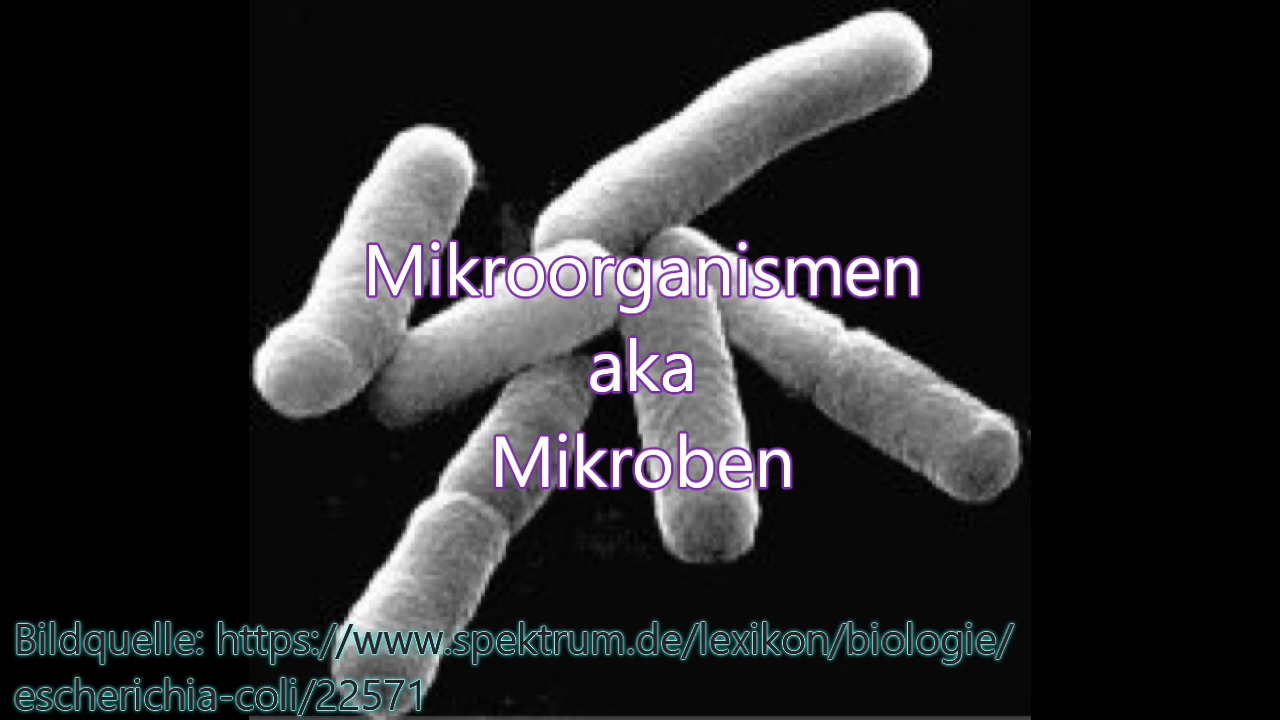 Mikroorganismen
aka
Mikroben
Bildquelle: https://www.spektrum.de/lexikon/biologie/
escherichia-coli/22571